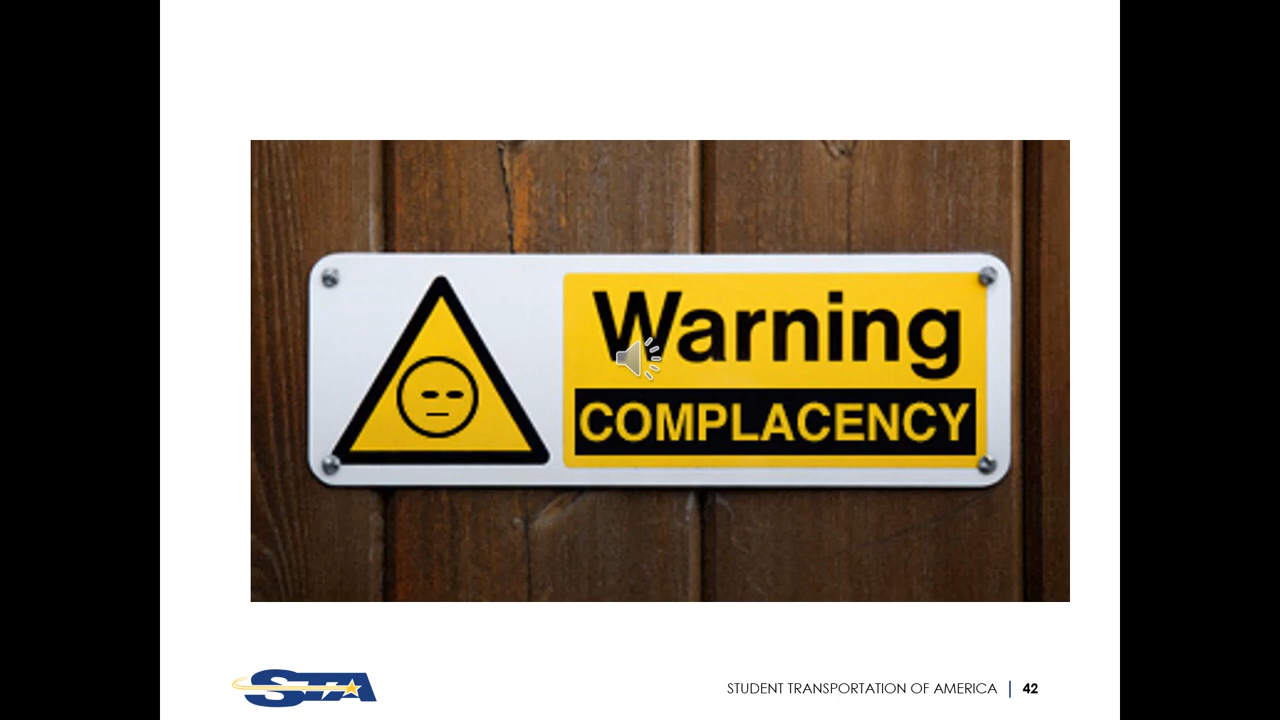 Warning
COMPLACENCY
STA
STUDENT TRANSPORTATION OF AMERICA | 42